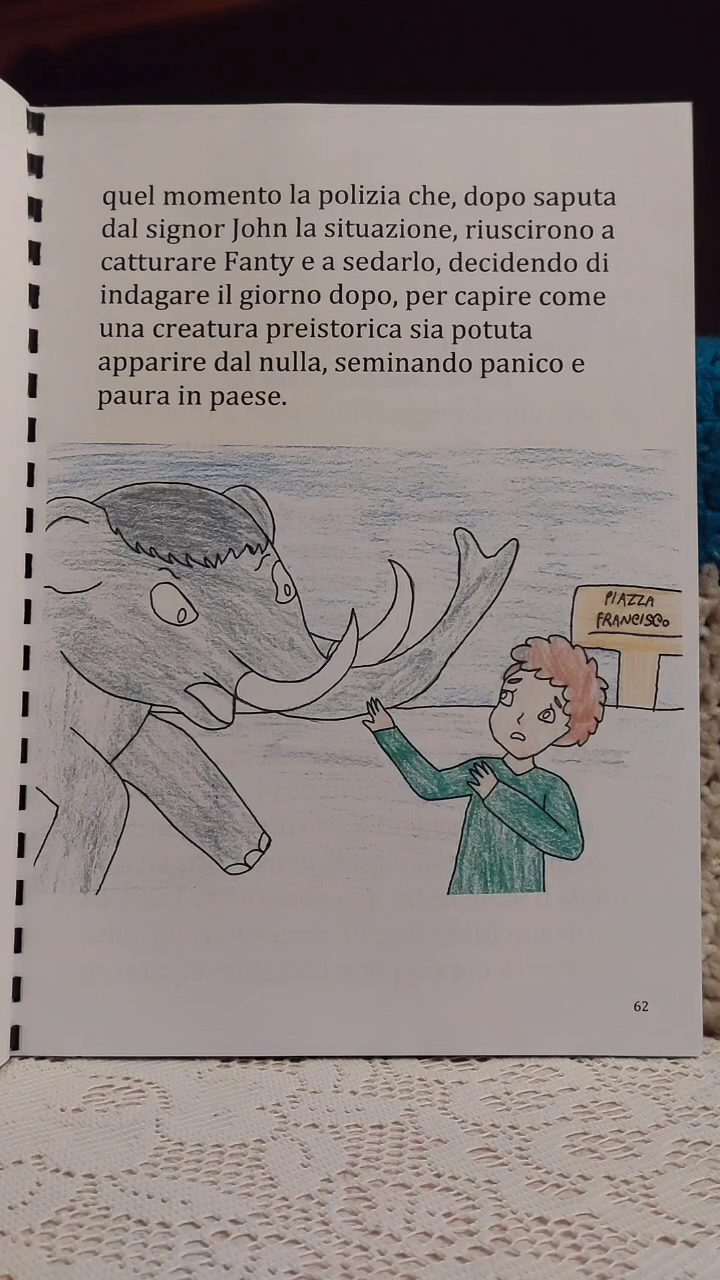 quel momento la polizia che, dopo saputa
dal signor John la situazione, riuscirono a
catturare Fanty e a sedarlo, decidendo di
indagare il giorno dopo, per capire come
una creatura preistorica sia potuta
apparire dal nulla, seminando panico e
paura in paese.
PIAZZA
FRANCISCO
62